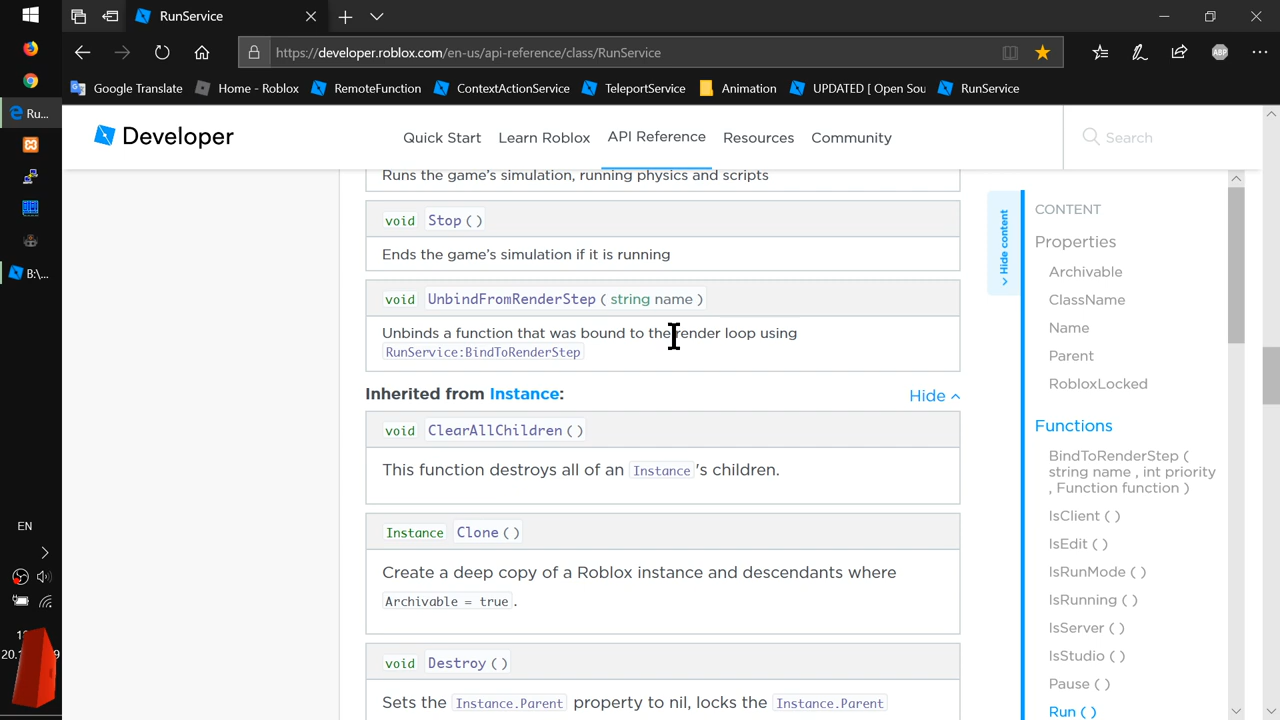 RunService
https://developer.roblox.com/en-us/api-reference/class/RunService
ABP
Google Translate
Home - Roblox
RemoteFunction
ContextActionService
TeleportService
Animation
UPDATED [ Open Sou
RunService
Ru...
B:\...
EN
Developer
Quick Start
Learn Roblox
API Reference
Resources
Community
Search
Runs the game's simulation, running physics and scripts
void Stop ( )
Ends the game's simulation if it is running
void UnbindFromRenderStep ( string name )
Unbinds a function that was bound to the render loop using
RunService:BindToRenderStep
Inherited from Instance:
Hide
void ClearAllChildren ( )
This function destroys all of an Instance's children.
Instance Clone ( )
Create a deep copy of a Roblox instance and descendants where
Archivable = true.
void Destroy ( )
Sets the Instance.Parent property to nil, locks the Instance.Parent
Hide content
CONTENT
Properties
Archivable
ClassName
Name
Parent
RobloxLocked
Functions
BindToRenderStep (
string name , int priority
, Function function )
IsClient ( )
IsEdit ( )
IsRunMode ( )
IsRunning ( )
IsServer ( )
IsStudio ( )
Pause ( )
Run ( )